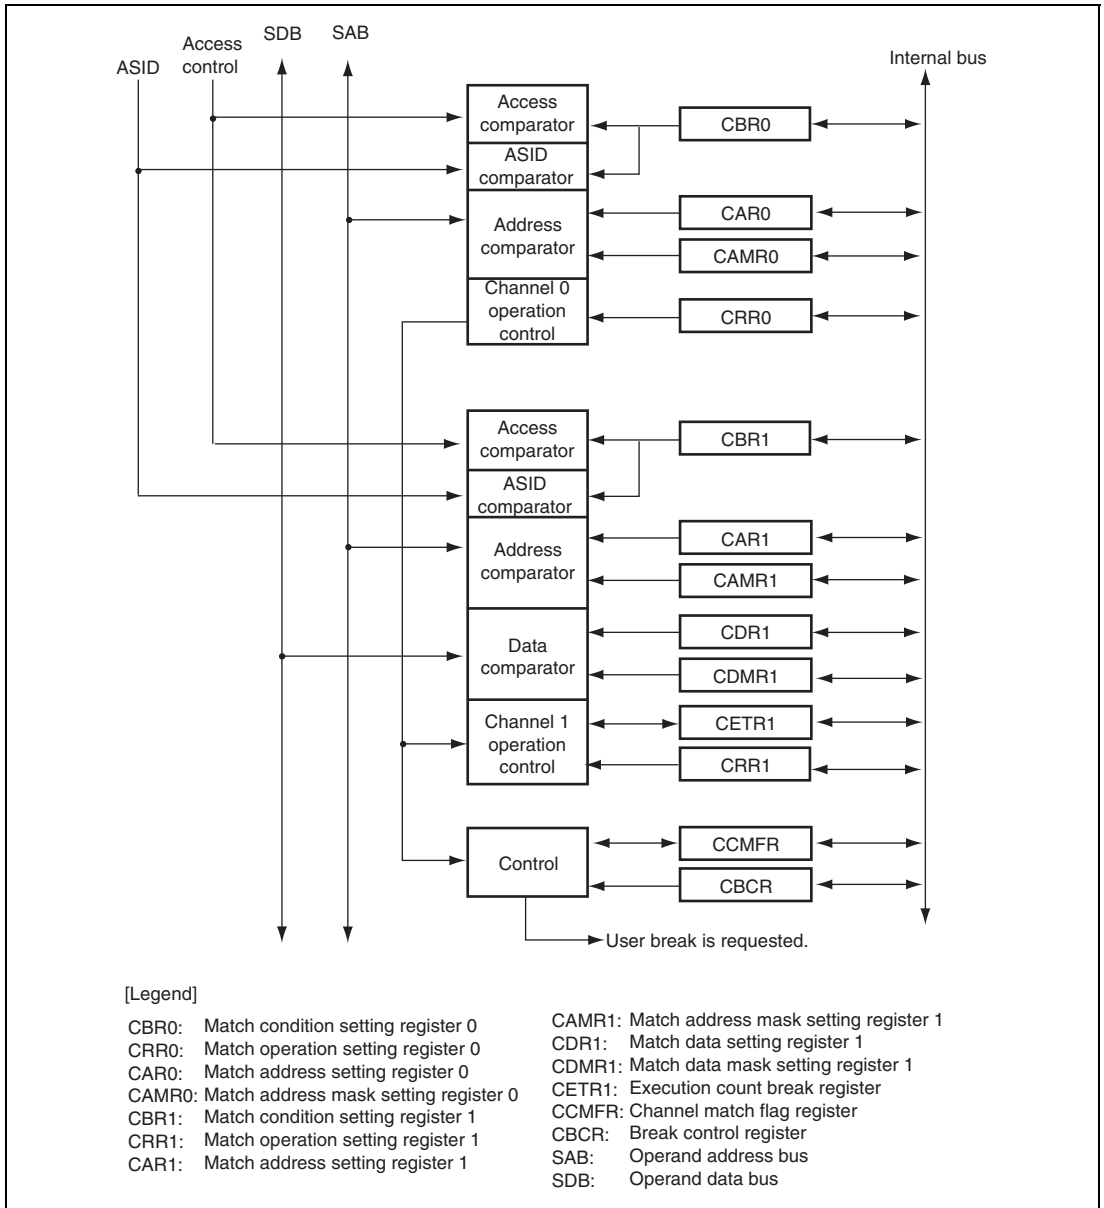 SDB SAB
Access
control
ASID
Internal bus
Access
comparator
CBR0
ASID
comparator
Address
comparator
CAR0
CAMR0
Channel 0
operation
control
CRR0
Access
comparator
CBR1
ASID
comparator
Address
comparator
CAR1
CAMR1
Data
comparator
CDR1
CDMR1
Channel 1
operation
control
CETR1
CRR1
Control
CCMFR
CBCR
User break is requested.
[Legend]
CBR0: Match condition setting register 0
CRR0: Match operation setting register 0
CAR0: Match address setting register 0
CAMR0: Match address mask setting register 0
CBR1: Match condition setting register 1
CRR1: Match operation setting register 1
CAR1: Match address setting register 1
CAMR1: Match address mask setting register 1
CDR1: Match data setting register 1
CDMR1: Match data mask setting register 1
CETR1: Execution count break register
CCMFR: Channel match flag register
CBCR: Break control register
SAB: Operand address bus
SDB: Operand data bus